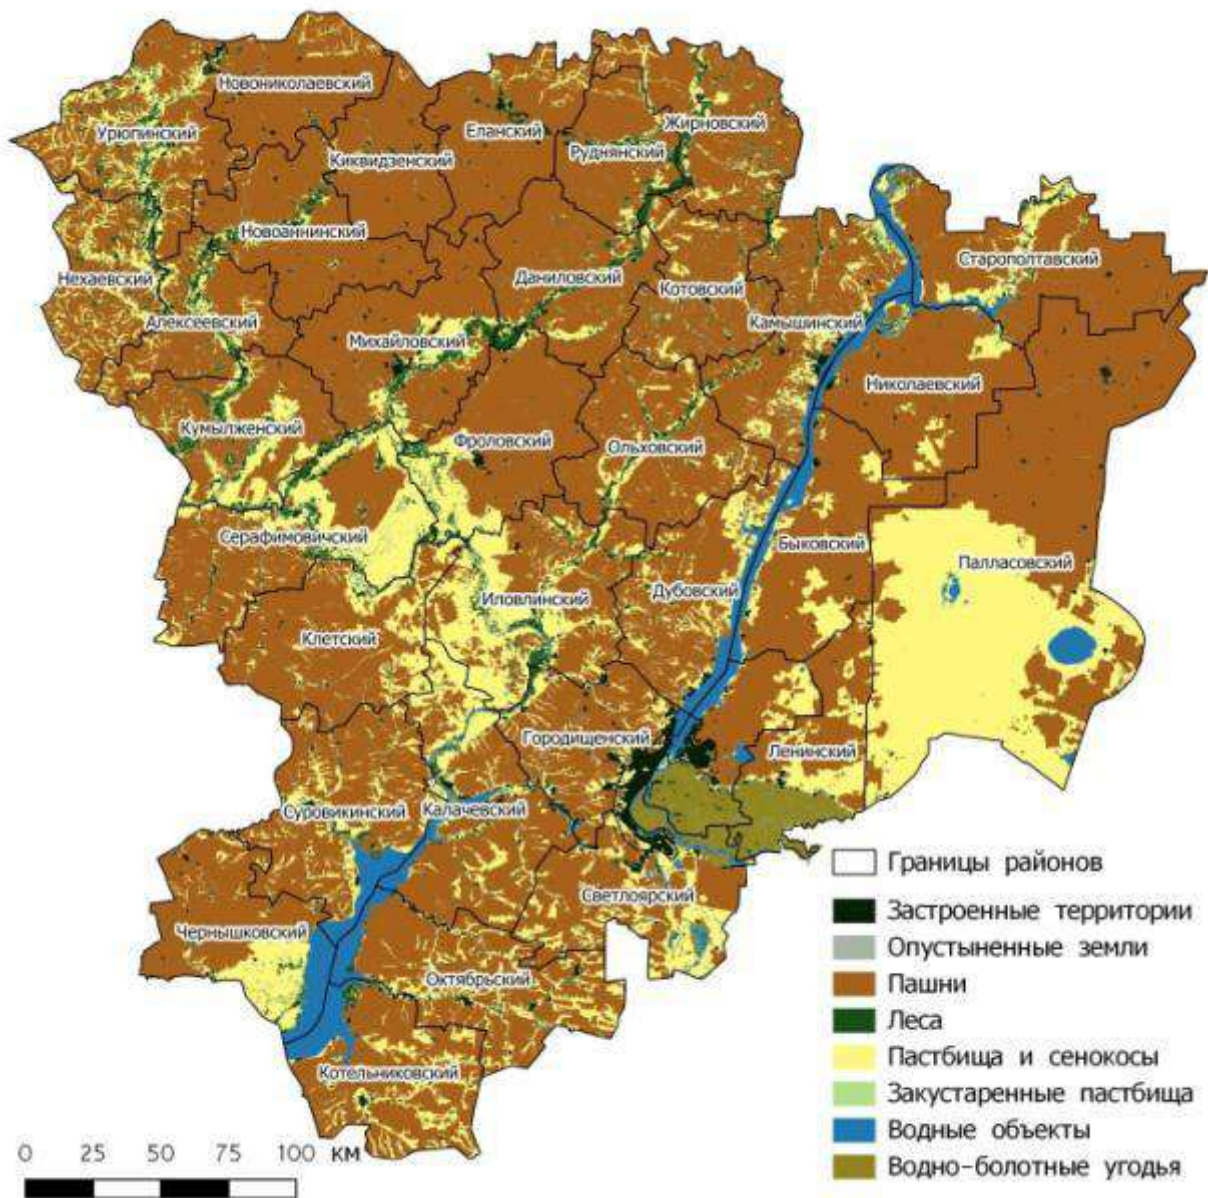 Новониколаевский
Урюпинский
Еланский
Жирновский
Руднянский
Киквидзенский
Новоаннинский
Нехаевский
Даниловский
Котовский
Старополтавский
Алексеевский
Михайловский
Камышинский
Николаевский
Кумылженский
Фроловский
Ольховский
Серафимовичский
Быковский
Палласовский
Иловлинский
Дубовский
Клетский
Городищенский
Ленинский
Суровикинский
Калачевский
Светлоярский
Чернышковский
Октябрьский
Котельниковский
Границы районов
Застроенные территории
Опустыненные земли
Пашни
Леса
Пастбища и сенокосы
Закустаренные пастбища
Водные объекты
Водно-болотные угодья
0 25 50 75 100 км